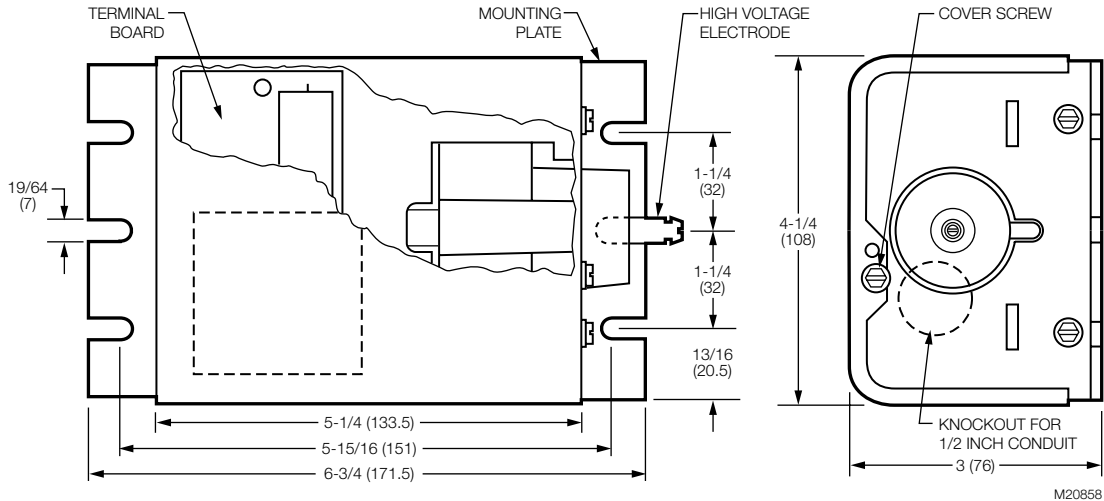 TERMINAL
BOARD
MOUNTING
PLATE
HIGH VOLTAGE
ELECTRODE
COVER SCREW
19/64
(7)
1-1/4
(32)
1-1/4
(32)
13/16
(20.5)
4-1/4
(108)
5-1/4 (133.5)
5-15/16 (151)
6-3/4 (171.5)
KNOCKOUT FOR
1/2 INCH CONDUIT
3 (76)
M20858